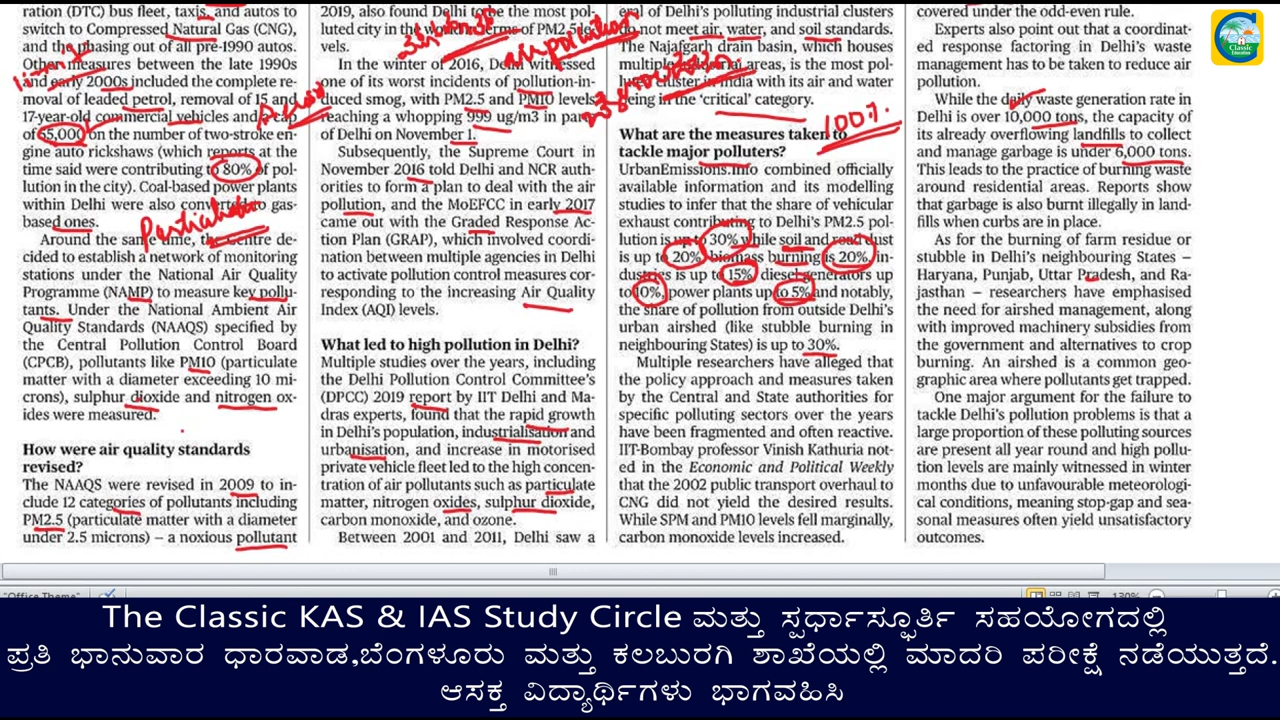 ration (DTC) bus fleet, taxis, and autos to
switch to Compressed Natural Gas (CNG),
and the phasing out of all pre-1990 autos.
Other measures between the late 1990s
and early 2000s included the complete re-
moval of leaded petrol, removal of 15 and
17-year-old commercial vehicles and a cap
of 65,000 on the number of two-stroke en-
gine auto rickshaws (which reports at the
time said were contributing to 80% of pol-
lution in the city). Coal-based power plants
within Delhi were also converted to gas-
based ones.
Around the same time, the Centre de-
cided to establish a network of monitoring
stations under the National Air Quality
Programme (NAMP) to measure key pollu-
tants. Under the National Ambient Air
Quality Standards (NAAQS) specified by
the Central Pollution Control Board
(CPCB), pollutants like PM10 (particulate
matter with a diameter exceeding 10 mi-
crons), sulphur dioxide and nitrogen ox-
ides were measured.
How were air quality standards
revised?
The NAAQS were revised in 2009 to in-
clude 12 categories of pollutants including
PM2.5 (particulate matter with a diameter
under 2.5 microns) – a noxious pollutant
2019, also found Delhi to be the most pol-
luted city in the world in terms of PM2.5 le-
vels.
In the winter of 2016, Delhi witnessed
one of its worst incidents of pollution-in-
duced smog, with PM2.5 and PM10 levels
reaching a whopping 999 ug/m3 in parts
of Delhi on November 1.
Subsequently, the Supreme Court in
November 2016 told Delhi and NCR auth-
orities to form a plan to deal with the air
pollution, and the MoEFCC in early 2017
came out with the Graded Response Ac-
tion Plan (GRAP), which involved coordi-
nation between multiple agencies in Delhi
to activate pollution control measures cor-
responding to the increasing Air Quality
Index (AQI) levels.
What led to high pollution in Delhi?
Multiple studies over the years, including
the Delhi Pollution Control Committee's
(DPCC) 2019 report by IIT Delhi and Ma-
dras experts, found that the rapid growth
in Delhi's population, industrialisation and
urbanisation, and increase in motorised
private vehicle fleet led to the high concen-
tration of air pollutants such as particulate
matter, nitrogen oxides, sulphur dioxide,
carbon monoxide, and ozone.
Between 2001 and 2011, Delhi saw a
eral of Delhi's polluting industrial clusters
do not meet air, water, and soil standards.
The Najafgarh drain basin, which houses
multiple areas, is the most pol-
luted cluster in India with its air and water
being in the 'critical' category.
100%
What are the measures taken to
tackle major polluters?
UrbanEmissions.Info combined officially
available information and its modelling
studies to infer that the share of vehicular
exhaust contributing to Delhi's PM2.5 pol-
lution is up to 30% while soil and road dust
is up to 20% biomass burning is 20%, in-
dustries is up to 15% diesel generators up
to 10%, power plants up to 5% and notably,
the share of pollution from outside Delhi's
urban airshed (like stubble burning in
neighbouring States) is up to 30%.
Multiple researchers have alleged that
the policy approach and measures taken
by the Central and State authorities for
specific polluting sectors over the years
have been fragmented and often reactive.
IIT-Bombay professor Vinish Kathuria not-
ed in the Economic and Political Weekly
that the 2002 public transport overhaul to
CNG did not yield the desired results.
While SPM and PM10 levels fell marginally,
carbon monoxide levels increased.
covered under the odd-even rule.
Experts also point out that a coordinat-
ed response factoring in Delhi's waste
management has to be taken to reduce air
pollution.
While the daily waste generation rate in
Delhi is over 10,000 tons, the capacity of
its already overflowing landfills to collect
and manage garbage is under 6,000 tons.
This leads to the practice of burning waste
around residential areas. Reports show
that garbage is also burnt illegally in land-
fills when curbs are in place.
As for the burning of farm residue or
stubble in Delhi's neighbouring States –
Haryana, Punjab, Uttar Pradesh, and Ra-
jasthan – researchers have emphasised
the need for airshed management, along
with improved machinery subsidies from
the government and alternatives to crop
burning. An airshed is a common geo-
graphic area where pollutants get trapped.
One major argument for the failure to
tackle Delhi's pollution problems is that a
large proportion of these polluting sources
are present all year round and high pollu-
tion levels are mainly witnessed in winter
months due to unfavourable meteorologi-
cal conditions, meaning stop-gap and sea-
sonal measures often yield unsatisfactory
outcomes.
Classic
"Office Theme"
130%
The Classic KAS & IAS Study Circle ಮತ್ತು ಸ್ಪರ್ಧಾಸ್ಫೂರ್ತಿ ಸಹಯೋಗದಲ್ಲಿ
ಪ್ರತಿ ಭಾನುವಾರ ಧಾರವಾಡ,ಬೆಂಗಳೂರು ಮತ್ತು ಕಲಬುರಗಿ ಶಾಖೆಯಲ್ಲಿ ಮಾದರಿ ಪರೀಕ್ಷೆ ನಡೆಯುತ್ತದೆ.
ಆಸಕ್ತ ವಿದ್ಯಾರ್ಥಿಗಳು ಭಾಗವಹಿಸಿ